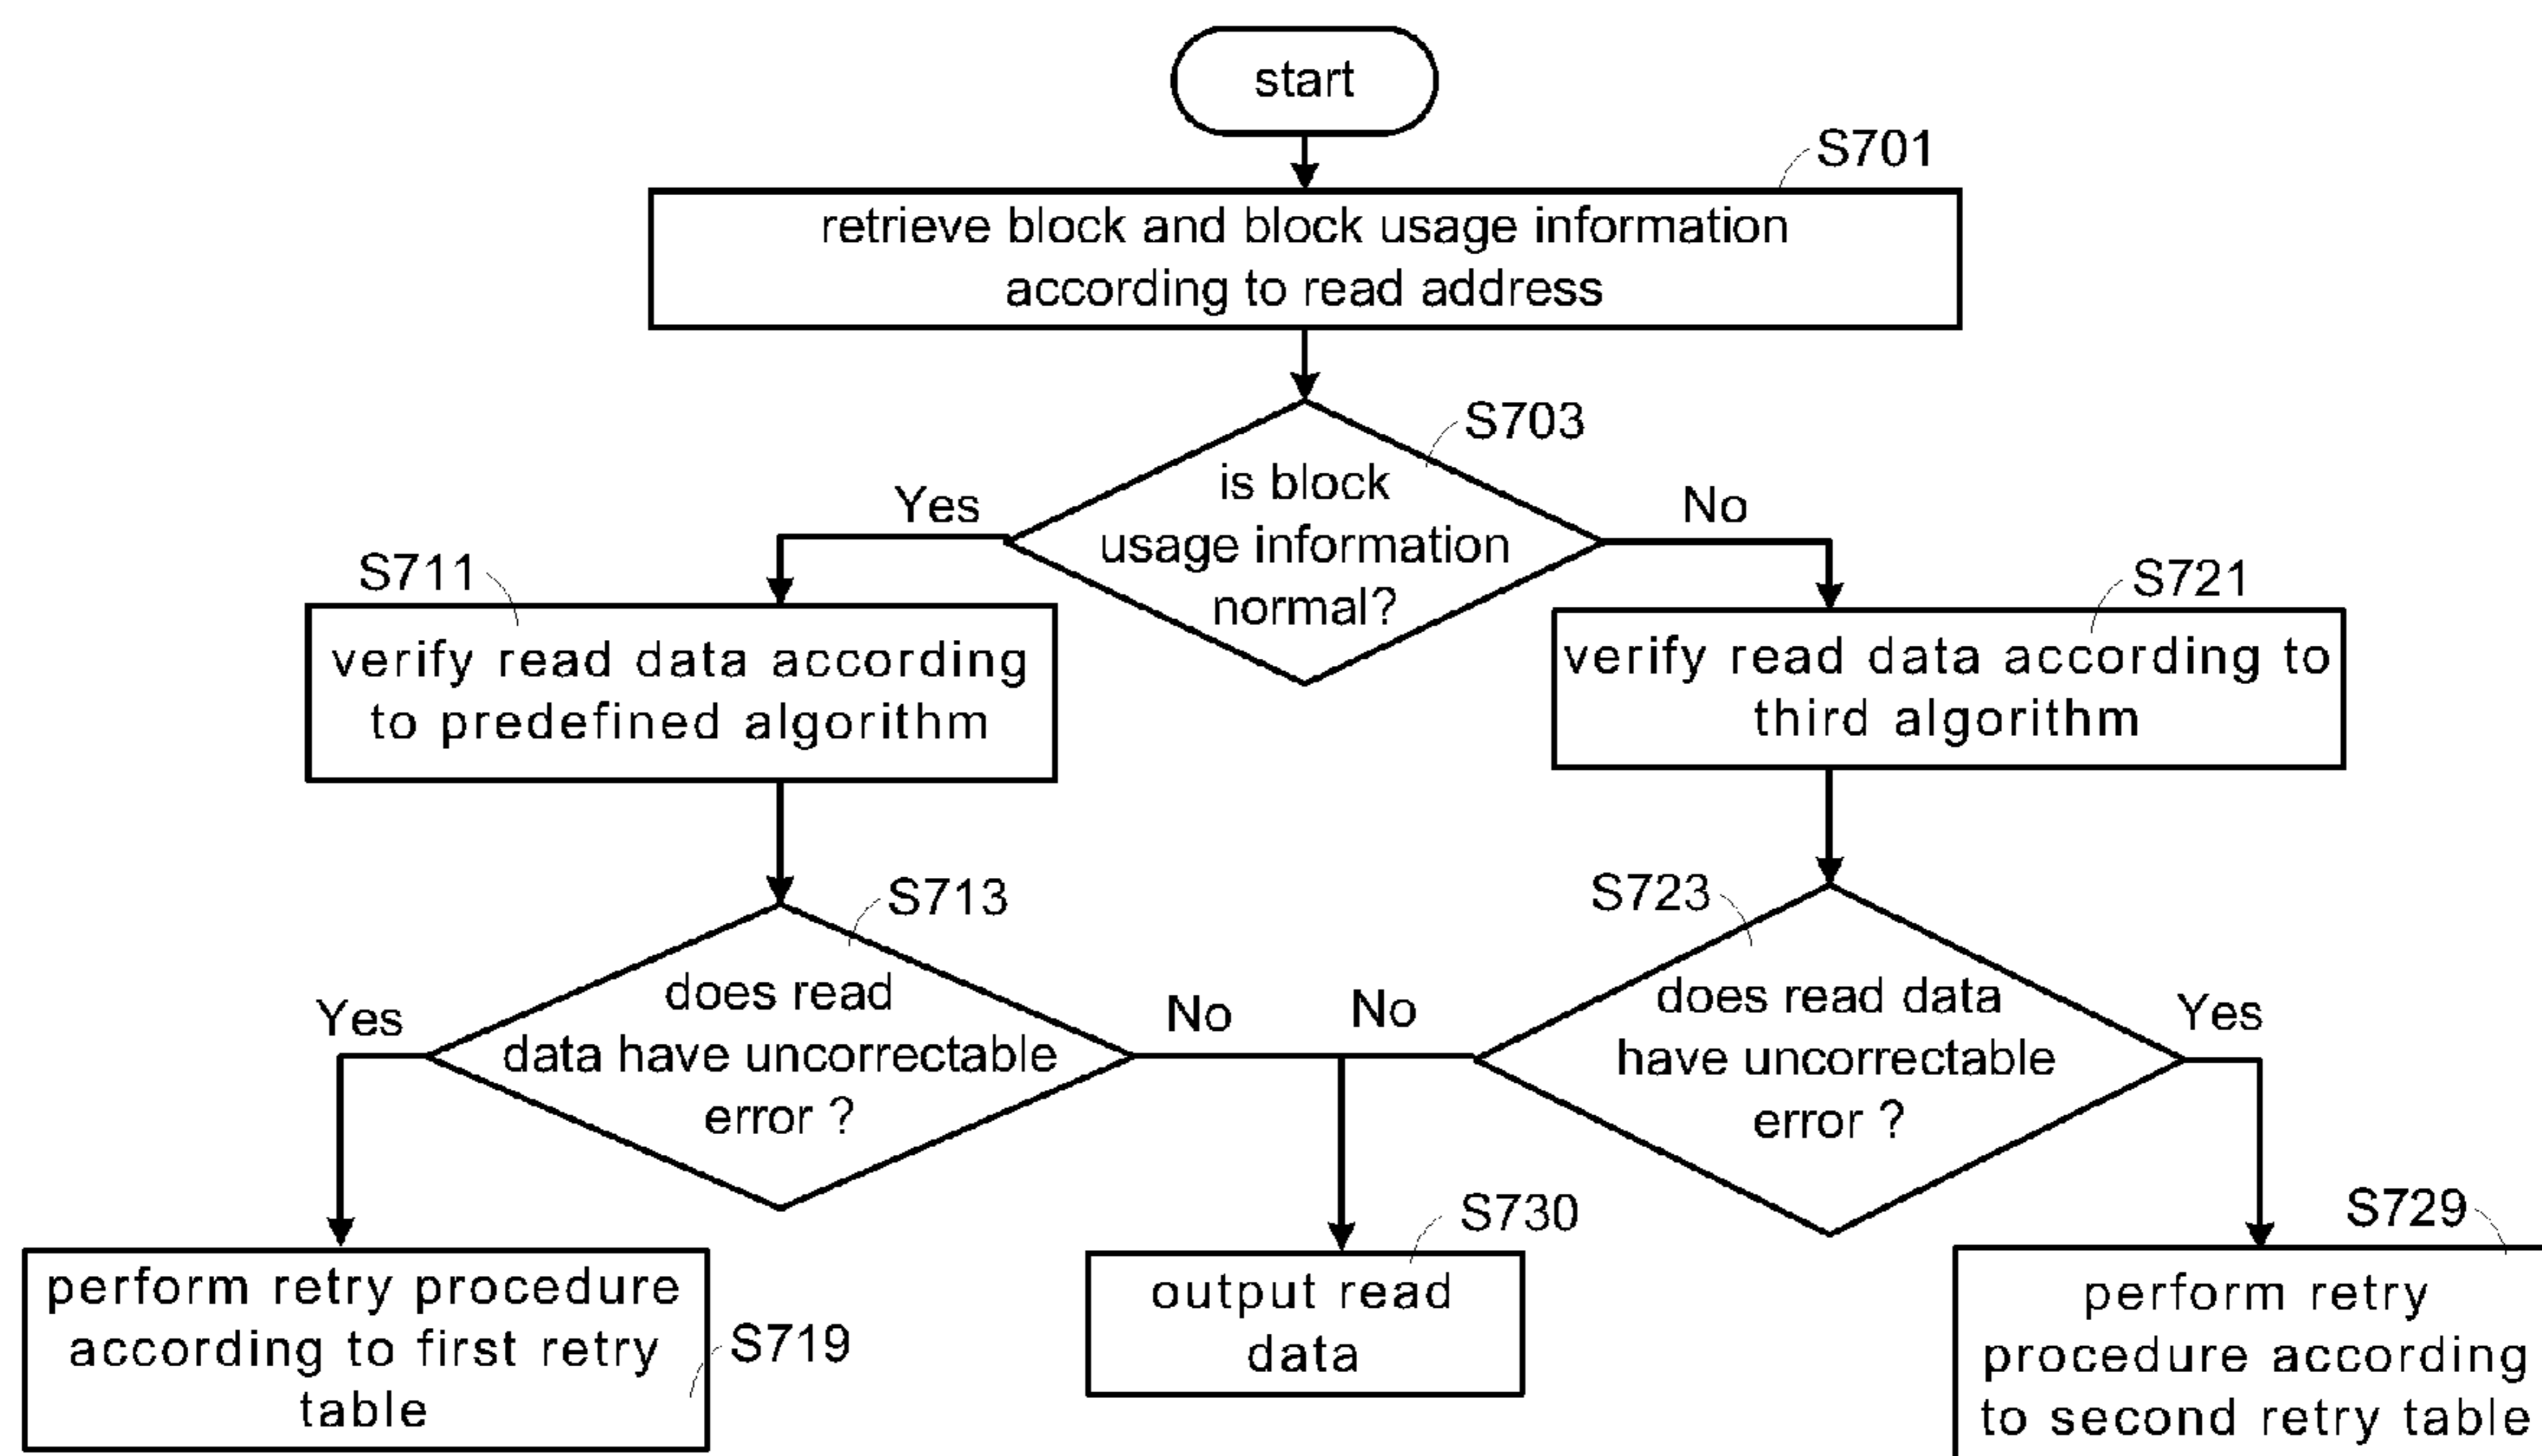 start
S701
retrieve block and block usage information
according to read address
S703
is block
usage information
normal?
Yes
No
S711
verify read data according
to predefined algorithm
S721
verify read data according to
third algorithm
S713
does read
data have uncorrectable
error ?
Yes
No
S723
does read data
have uncorrectable
error ?
No
Yes
perform retry procedure
according to first retry
table
S719
S730
output read
data
S729
perform retry
procedure according
to second retry table